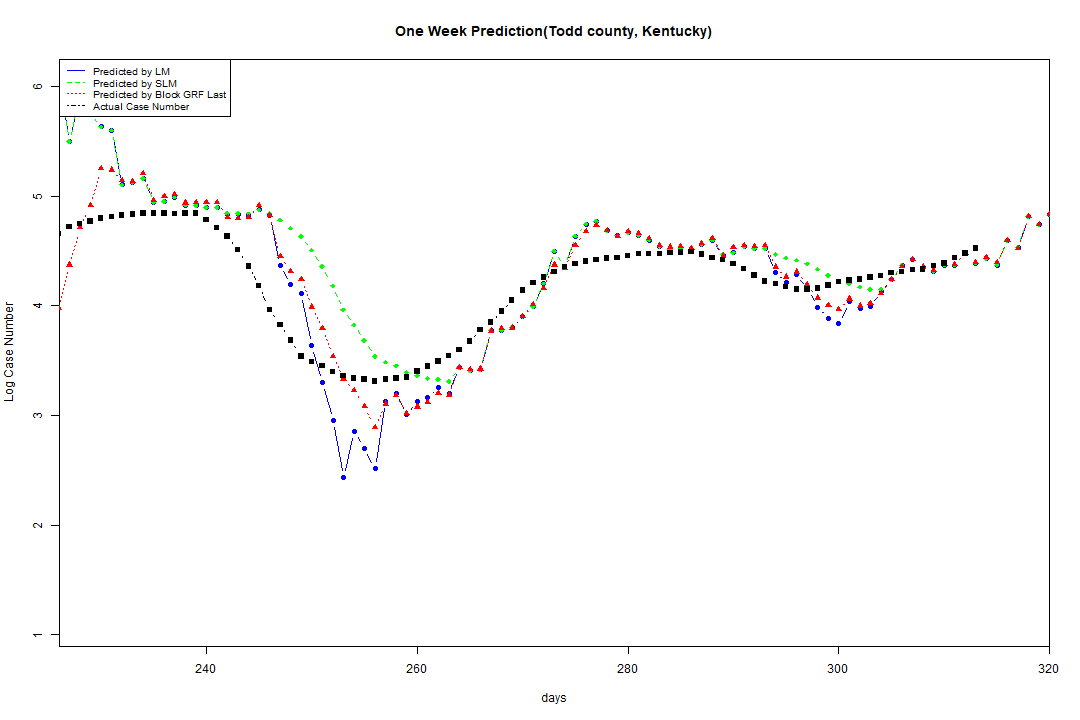 One Week Prediction(Todd county, Kentucky)
Predicted by LM
Predicted by SLM
Predicted by Block GRF Last
Actual Case Number
6
5
4
3
2
1
Log Case Number
240
260
280
300
320
days